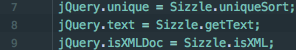 7 jQuery.unique = Sizzle.uniqueSort;
8 jQuery.text = Sizzle.getText;
9 jQuery.isXMLDoc = Sizzle.isXML;